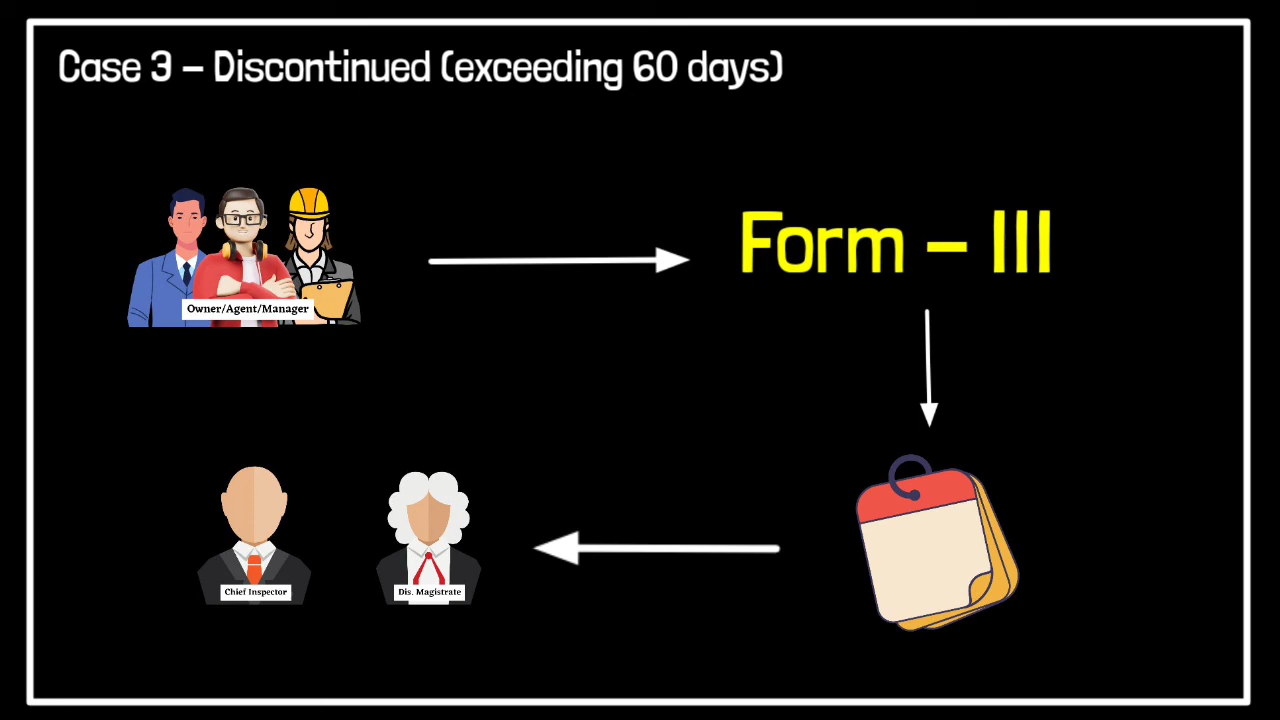 Case 3 – Discontinued (exceeding 60 days)
Owner/Agent/Manager
Form – III
Chief Inspector
Dis. Magistrate